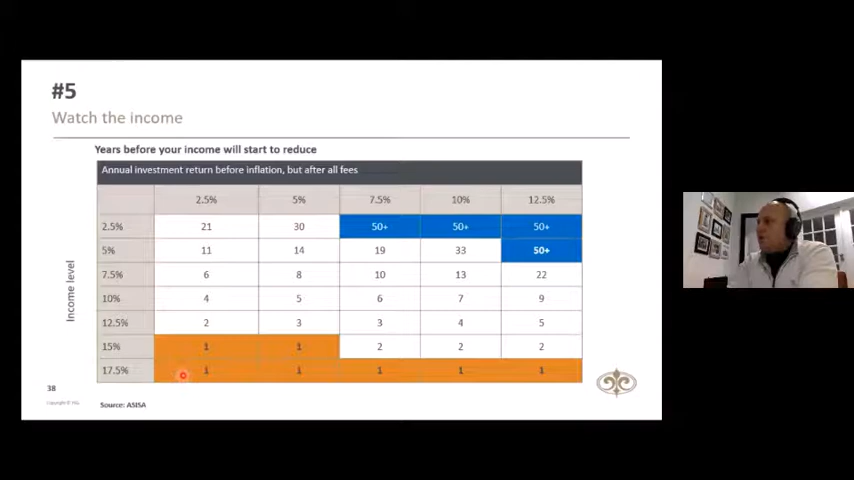 #5
Watch the income
Years before your income will start to reduce
Annual investment return before inflation, but after all fees
2.5% 5% 7.5% 10% 12.5%
2.5% 21 30 50+ 50+ 50+
5% 11 14 19 33 50+
7.5% 6 8 10 13 22
10% 4 5 6 7 9
12.5% 2 3 3 4 5
15% 1 1 2 2 2
17.5% 1 1 1 1 1
Income level
38
Source: ASISA